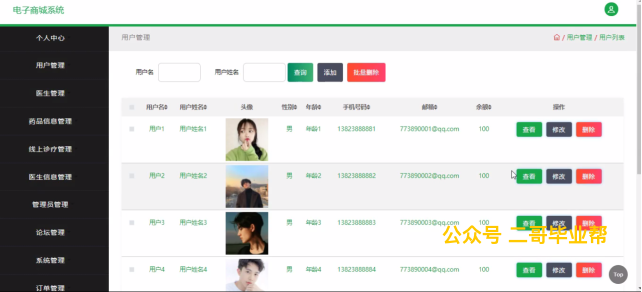 电子商城系统
个人中心
用户管理
医生管理
药品信息管理
线上诊疗管理
医生信息管理
管理员管理
论坛管理
系统管理
订单管理
用户管理
/ 用户管理 / 用户列表
用户名 用户姓名 查询 添加 批量删除
用户名 用户姓名 头像 性别 年龄 手机号码 邮箱 余额 操作
用户1 用户姓名1 男 年龄1 13823888881 773890001@qq.com 100 查看 修改 删除
用户2 用户姓名2 男 年龄2 13823888882 773890002@qq.com 100 查看 修改 删除
用户3 用户姓名3 男 年龄3 13823888883 773890003@qq.com 100 查看 修改 删除
公众号 二哥毕业帮
用户4 用户姓名4 男 年龄4 13823888884 773890004@qq.com 100 查看 修改 删除
Top